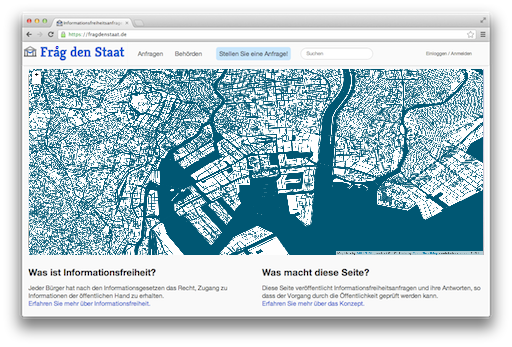 Informationsfreiheitsanfrag
https://fragdenstaat.de
Fråg den Staat
Anfragen
Behörden
Stellen Sie eine Anfrage!
Suchen
Einloggen / Anmelden
Was ist Informationsfreiheit?
Jeder Bürger hat nach den Informationsgesetzen das Recht, Zugang zu
Informationen der öffentlichen Hand zu erhalten.
Erfahren Sie mehr über Informationsfreiheit.
Was macht diese Seite?
Diese Seite veröffentlicht Informationsfreiheitsanfragen und ihre Antworten, so
dass der Vorgang durch die Öffentlichkeit geprüft werden kann.
Erfahren Sie mehr über das Konzept.